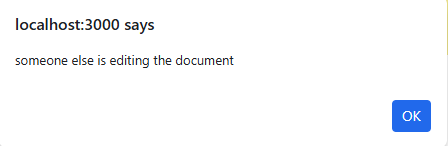 localhost:3000 says
someone else is editing the document
OK